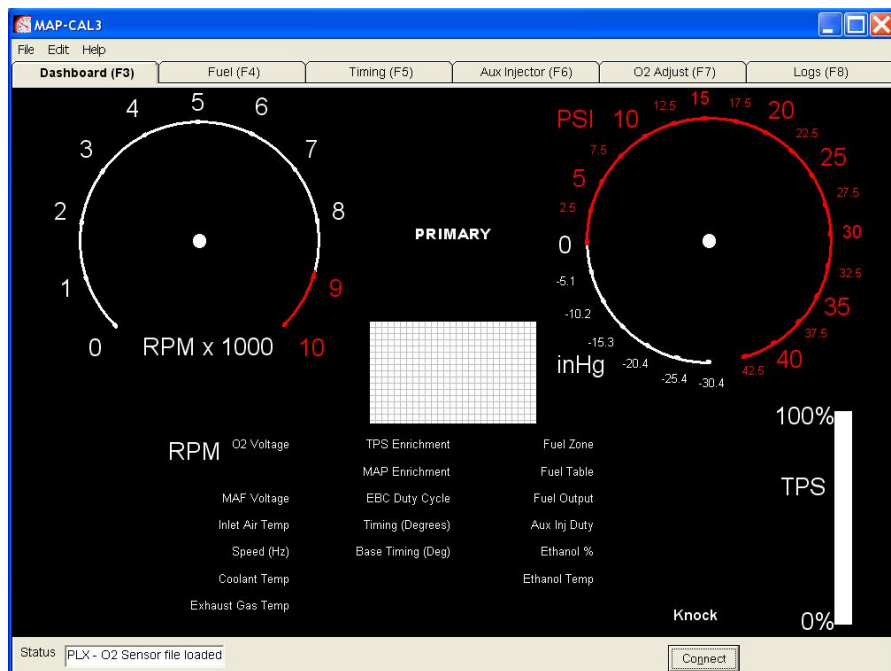 MAP-CAL3
File Edit Help
Dashboard (F3) Fuel (F4) Timing (F5) Aux Injector (F6) O2 Adjust (F7) Logs (F8)
0
1
2
3
4
5
6
7
8
9
10
RPM x 1000
PRIMARY
PSI
42.5
40
37.5
35
32.5
30
27.5
25
22.5
20
17.5
15
12.5
10
7.5
5
2.5
0
-5.1
-10.2
-15.3
-20.4
-25.4
-30.4
inHg
RPM
O2 Voltage TPS Enrichment Fuel Zone
MAP Enrichment Fuel Table
MAF Voltage EBC Duty Cycle Fuel Output
Inlet Air Temp Timing (Degrees) Aux Inj Duty
Speed (Hz) Base Timing (Deg) Ethanol %
Coolant Temp Ethanol Temp
Exhaust Gas Temp
100%
TPS
0%
Knock
Status PLX - O2 Sensor file loaded Connect